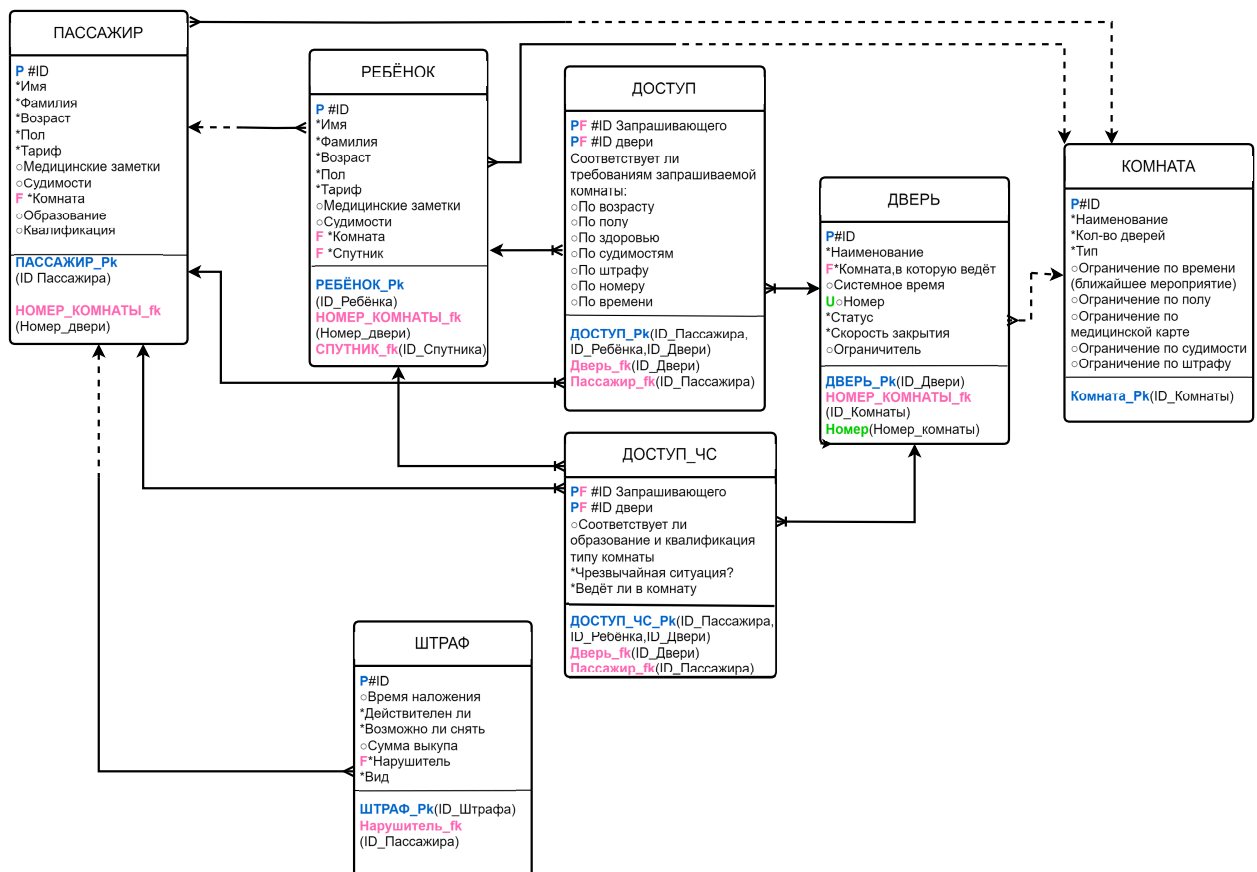 ПАССАЖИР
P #ID
*Имя
*Фамилия
*Возраст
*Пол
*Тариф
○Медицинские заметки
○Судимости
F *Комната
○Образование
○Квалификация
ПАССАЖИР_Pk
(ID Пассажира)
НОМЕР_КОМНАТЫ_fk
(Номер_двери)
РЕБЁНОК
P #ID
*Имя
*Фамилия
*Возраст
*Пол
*Тариф
○Медицинские заметки
○Судимости
F *Комната
F *Спутник
РЕБЁНОК_Pk
(ID_Ребёнка)
НОМЕР_КОМНАТЫ_fk
(Номер_двери)
СПУТНИК_fk(ID_Спутника)
ДОСТУП
PF #ID Запрашивающего
PF #ID двери
Соответствует ли
требованиям запрашиваемой
комнаты:
○По возрасту
○По полу
○По здоровью
○По судимостям
○По штрафу
○По номеру
○По времени
ДОСТУП_Pk(ID_Пассажира,
ID_Ребёнка,ID_Двери)
Дверь_fk(ID_Двери)
Пассажир_fk(ID_Пассажира)
ДВЕРЬ
P#ID
*Наименование
F*Комната,в которую ведёт
○Системное время
U○Номер
*Статус
*Скорость закрытия
○Ограничитель
ДВЕРЬ_Pk(ID_Двери)
НОМЕР_КОМНАТЫ_fk
(ID_Комнаты)
Номер(Номер_комнаты)
КОМНАТА
P#ID
*Наименование
*Кол-во дверей
*Тип
○Ограничение по времени
(ближайшее мероприятие)
○Ограничение по полу
○Ограничение по
медицинской карте
○Ограничение по судимости
○Ограничение по штрафу
Комната_Pk(ID_Комнаты)
ДОСТУП_ЧС
PF #ID Запрашивающего
PF #ID двери
○Соответствует ли
образование и квалификация
типу комнаты
*Чрезвычайная ситуация?
*Ведёт ли в комнату
ДОСТУП_ЧС_Pk(ID_Пассажира,
ID_Ребёнка,ID_Двери)
Дверь_fk(ID_Двери)
Пассажир_fk(ID_Пассажира)
ШТРАФ
P#ID
○Время наложения
*Действителен ли
*Возможно ли снять
○Сумма выкупа
F*Нарушитель
*Вид
ШТРАФ_Pk(ID_Штрафа)
Нарушитель_fk
(ID_Пассажира)